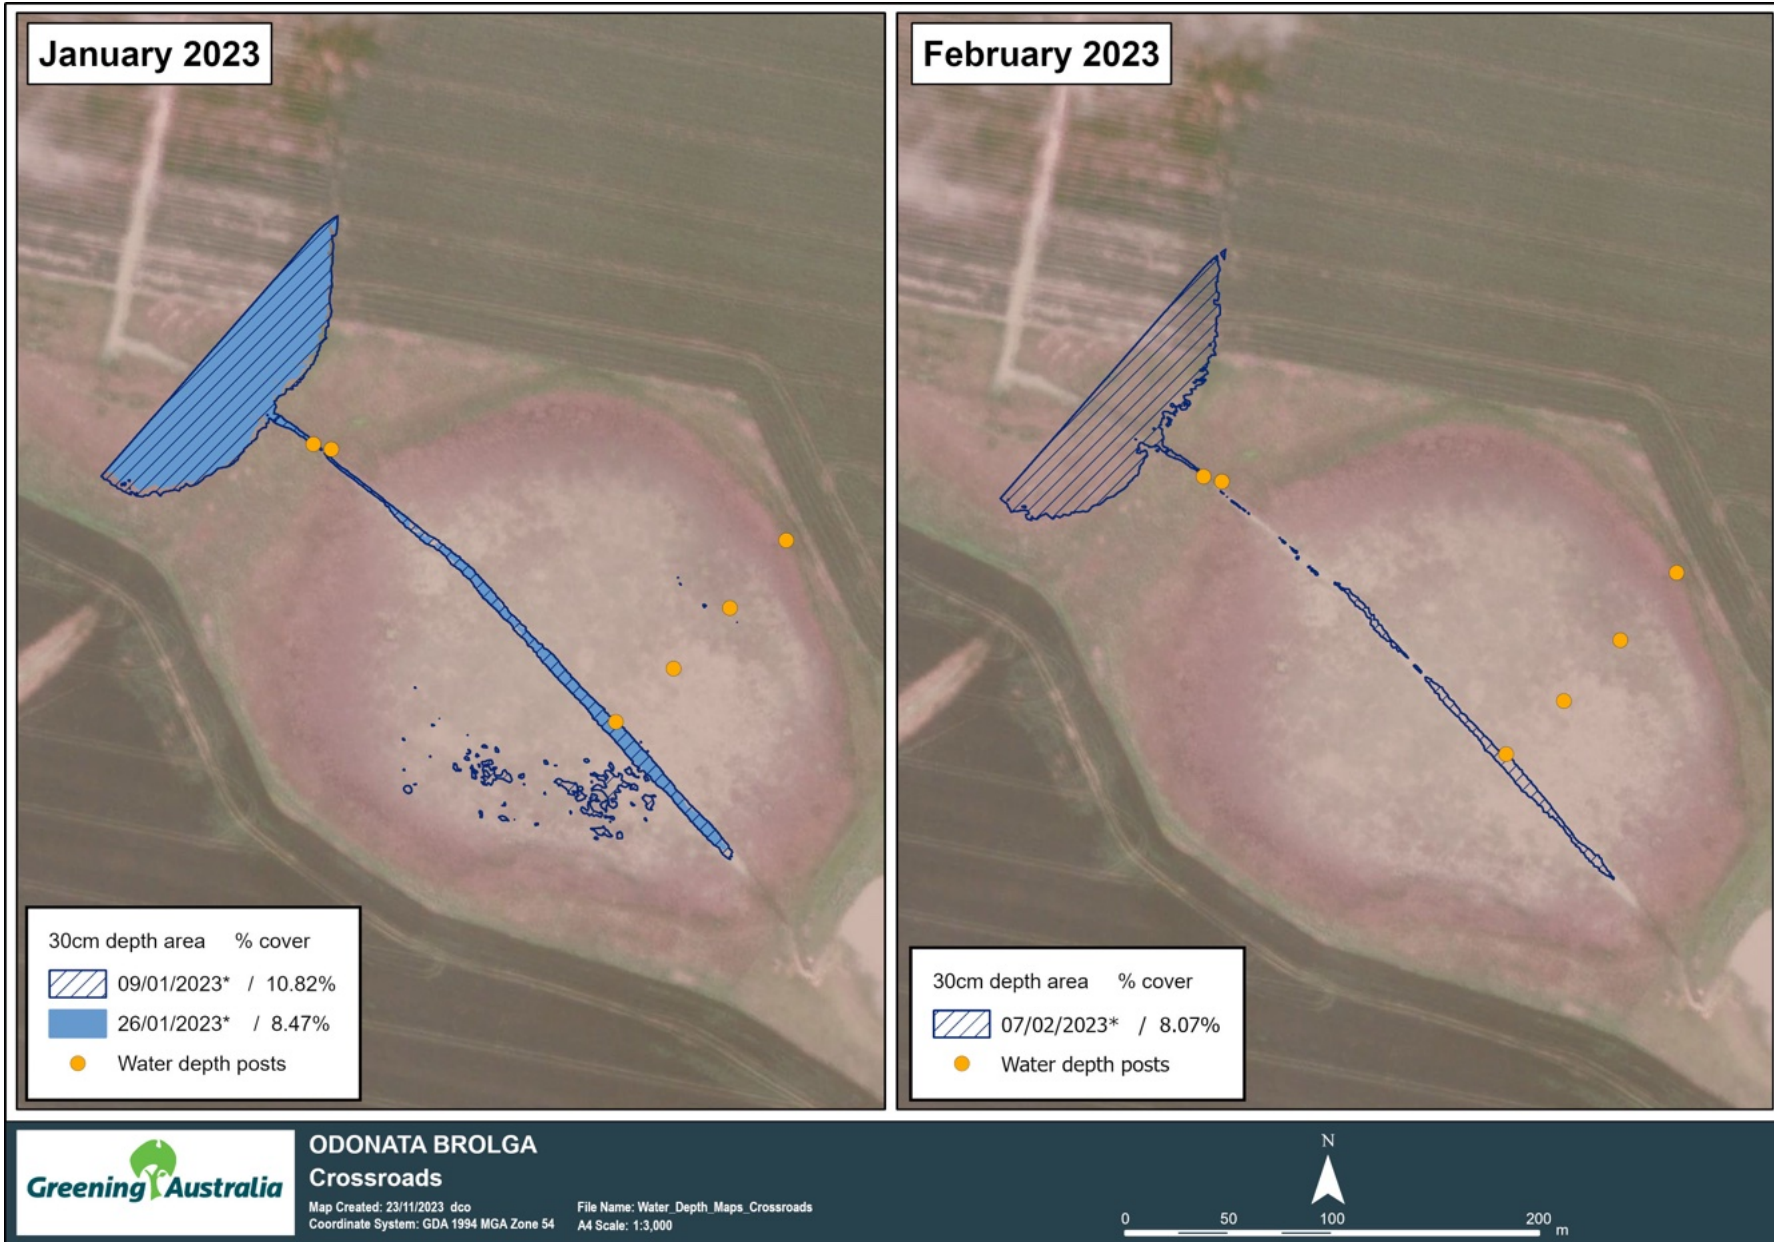 January 2023
30cm depth area % cover
09/01/2023* / 10.82%
26/01/2023* / 8.47%
Water depth posts
February 2023
30cm depth area % cover
07/02/2023* / 8.07%
Water depth posts
Greening Australia
ODONATA BROLGA
Crossroads
Map Created: 23/11/2023 dco
Coordinate System: GDA 1994 MGA Zone 54
File Name: Water_Depth_Maps_Crossroads
A4 Scale: 1:3,000
N
0 50 100 200 m